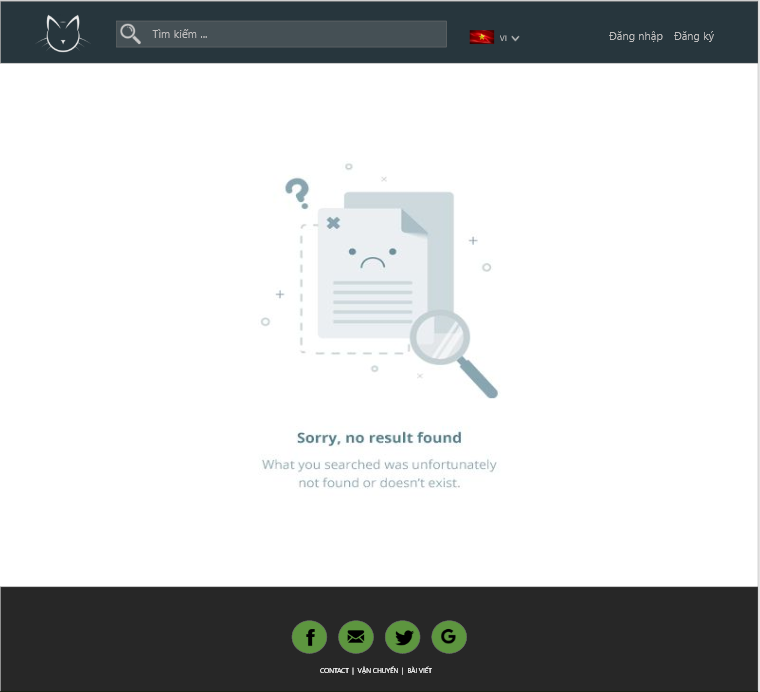 Tìm kiếm ...
VI
Đăng nhập Đăng ký
Sorry, no result found
What you searched was unfortunately
not found or doesn't exist.
CONTACT | VẬN CHUYỂN | BÀI VIẾT